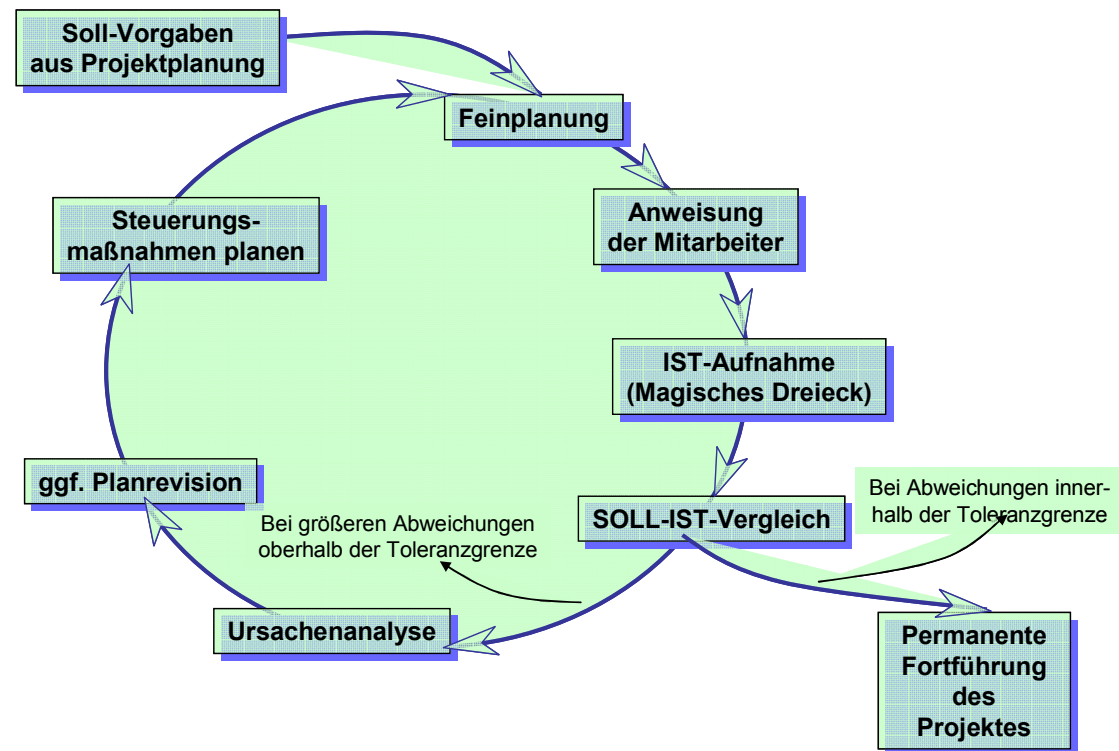 Soll-Vorgaben
aus Projektplanung
Feinplanung
Anweisung
der Mitarbeiter
IST-Aufnahme
(Magisches Dreieck)
SOLL-IST-Vergleich
Bei Abweichungen inner-
halb der Toleranzgrenze
Permanente
Fortführung
des
Projektes
Bei größeren Abweichungen
oberhalb der Toleranzgrenze
Ursachenanalyse
ggf. Planrevision
Steuerungs-
maßnahmen planen